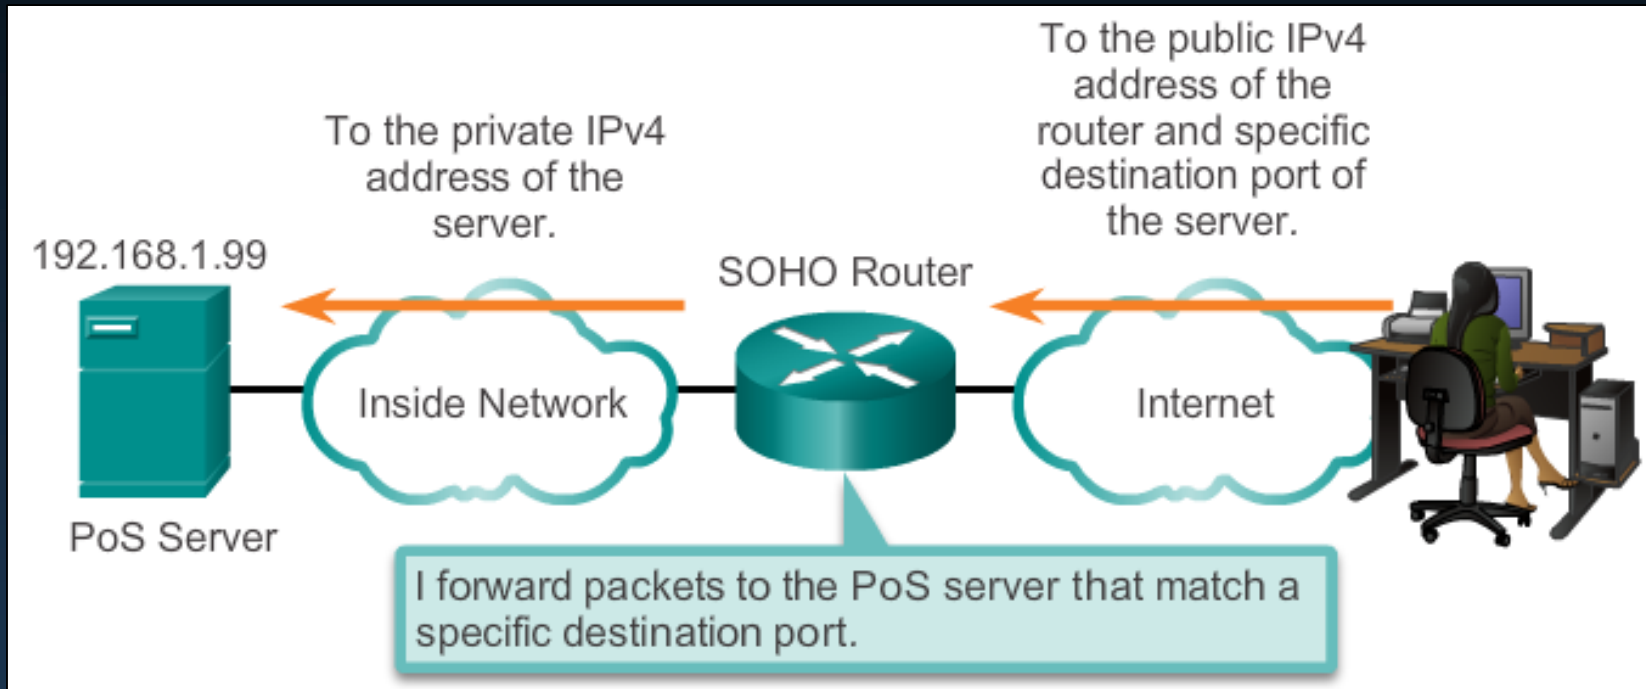 To the public IPv4
address of the
router and specific
destination port of
the server.
To the private IPv4
address of the
server.
192.168.1.99
SOHO Router
Inside Network
Internet
PoS Server
I forward packets to the PoS server that match a
specific destination port.